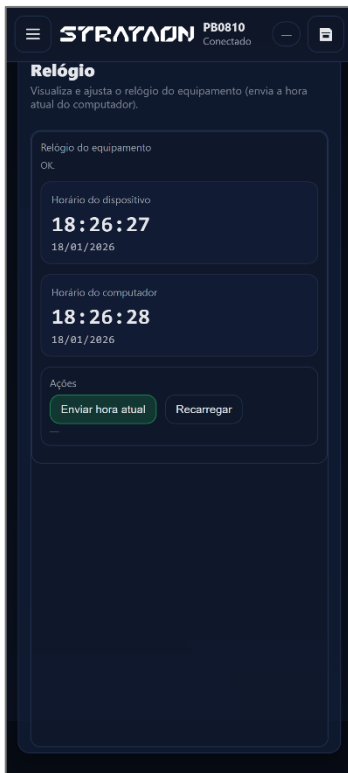 STRATAON
PB0810
Conectado
—
Relógio
Visualiza e ajusta o relógio do equipamento (envia a hora
atual do computador).
Relógio do equipamento
OK.
Horário do dispositivo
18:26:27
18/01/2026
Horário do computador
18:26:28
18/01/2026
Ações
Enviar hora atual
Recarregar
—